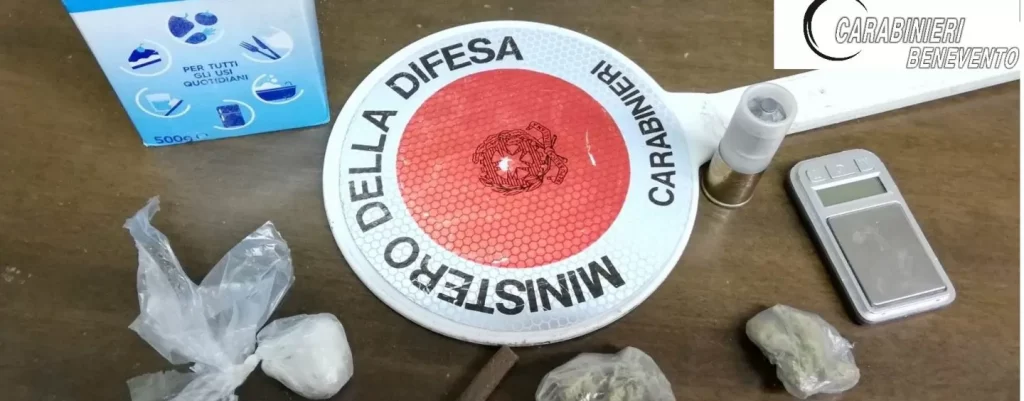 PER TUTTI
GLI USI
QUOTIDIANI
500g e
MINISTERO DELLA DIFESA
CARABINIERI
CARABINIERI
BENEVENTO